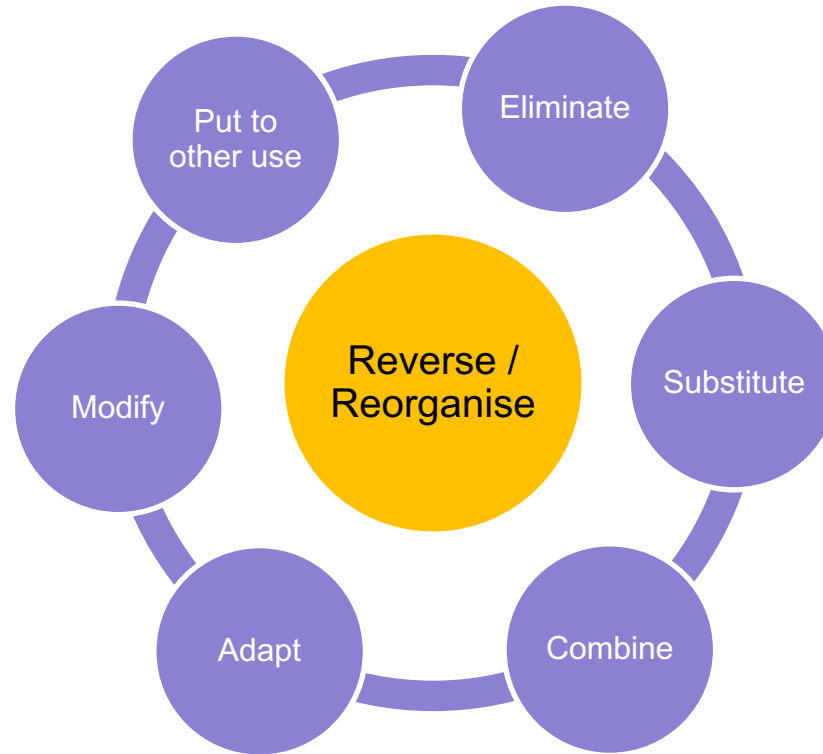 Eliminate
Put to
other use
Reverse /
Reorganise
Substitute
Modify
Adapt
Combine